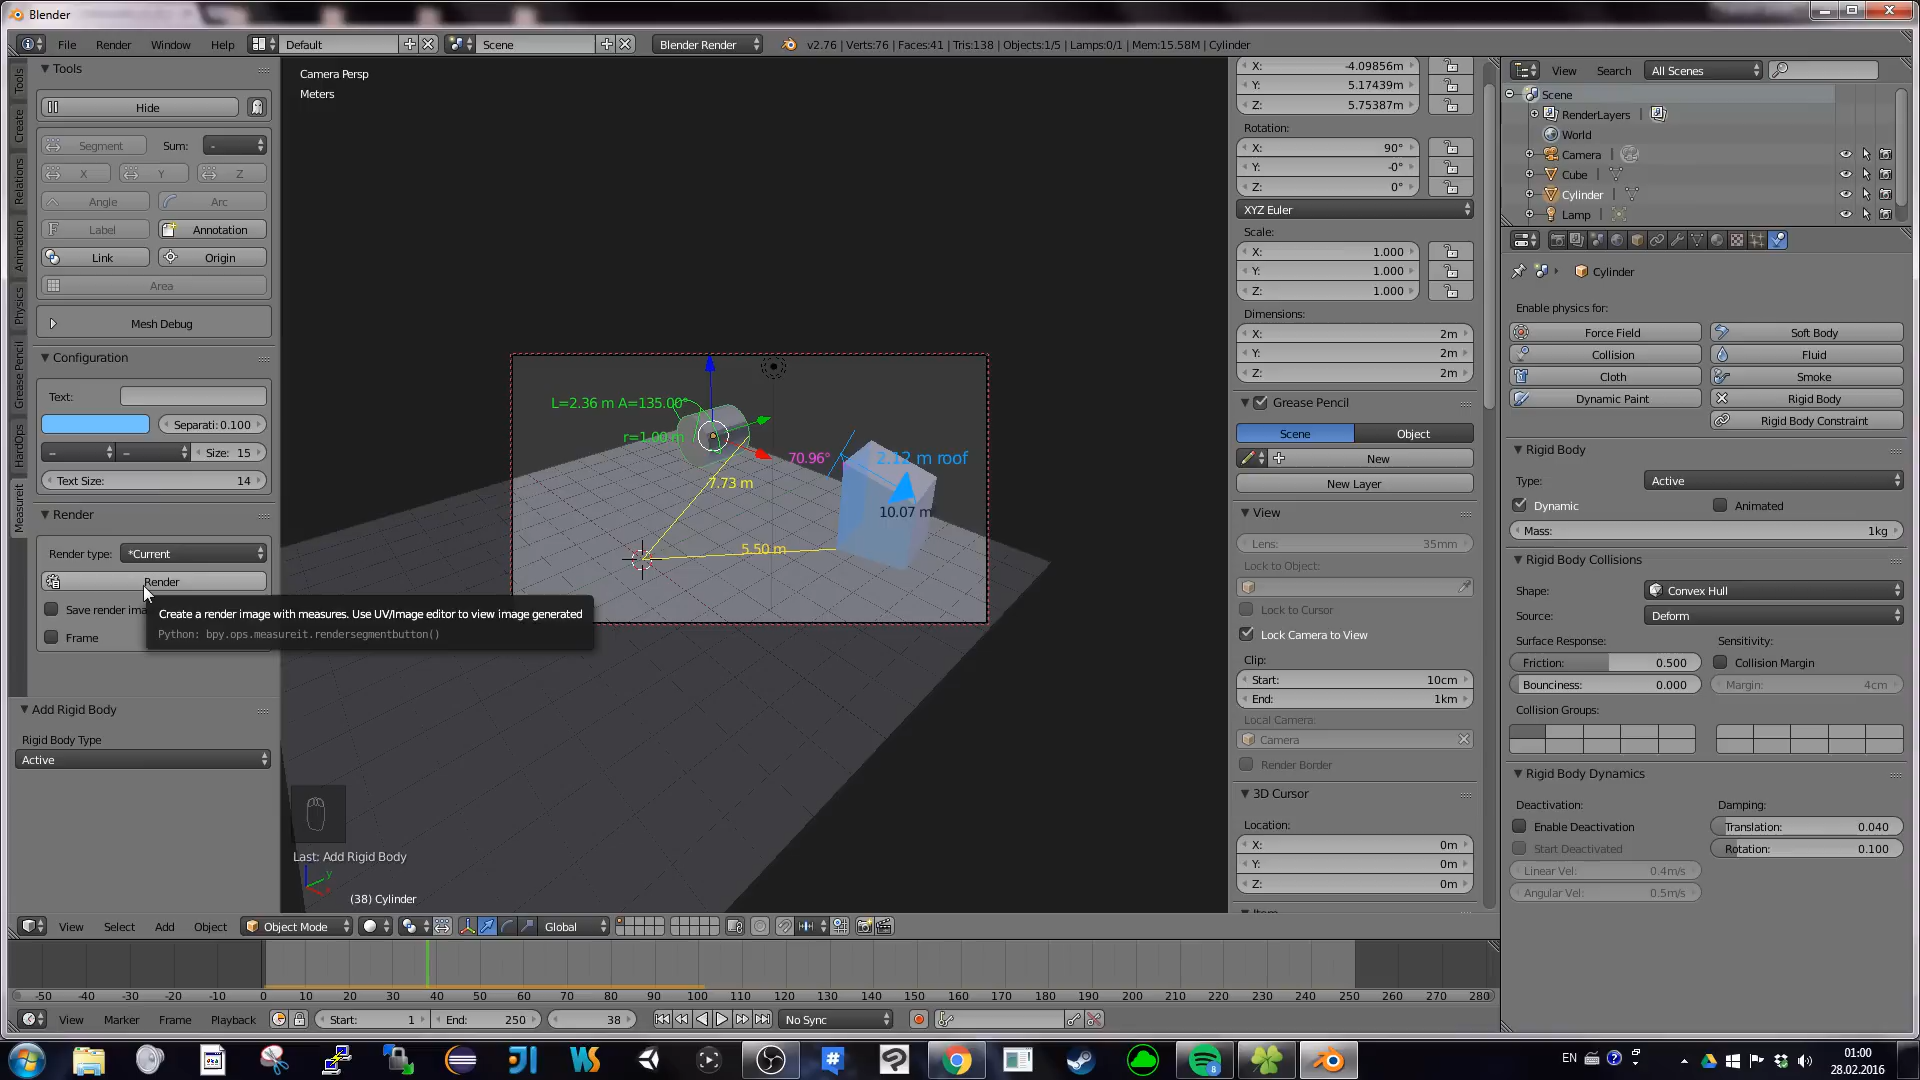 Blender
File
Render
Window
Help
Default
Scene
Blender Render
v2.76 | Verts:76 | Faces:41 | Tris:138 | Objects:1/5 | Lamps:0/1 | Mem:15.58M | Cylinder
Tools
Create
Relations
Animation
Physics
Grease Pencil
HardOps
Measureit
Tools
Hide
Segment
Sum:
-
X
Y
Z
Angle
Arc
Label
Annotation
Link
Origin
Area
Mesh Debug
Configuration
Text:
Separati: 0.100
--
--
Size: 15
Text Size: 14
Render
Render type:
*Current
Render
Save render ima
Frame
Create a render image with measures. Use UV/Image editor to view image generated
Python: bpy.ops.measureit.rendersegmentbutton()
Add Rigid Body
Rigid Body Type
Active
Camera Persp
Meters
L=2.36 m A=135.00°
r=1.00 m
70.96°
2.12 m roof
7.73 m
10.07 m
5.50 m
Last: Add Rigid Body
(38) Cylinder
View
Select
Add
Object
Object Mode
Global
X: -4.09856m
Y: 5.17439m
Z: 5.75387m
Rotation:
X: 90°
Y: -0°
Z: 0°
XYZ Euler
Scale:
X: 1.000
Y: 1.000
Z: 1.000
Dimensions:
X: 2m
Y: 2m
Z: 2m
Grease Pencil
Scene
Object
New
New Layer
View
Lens: 35mm
Lock to Object:
Lock to Cursor
Lock Camera to View
Clip:
Start: 10cm
End: 1km
Local Camera:
Camera
Render Border
3D Cursor
Location:
X: 0m
Y: 0m
Z: 0m
View
Search
All Scenes
Scene
RenderLayers
World
Camera
Cube
Cylinder
Lamp
Cylinder
Enable physics for:
Force Field
Soft Body
Collision
Fluid
Cloth
Smoke
Dynamic Paint
Rigid Body
Rigid Body Constraint
Rigid Body
Type:
Active
Dynamic
Animated
Mass: 1kg
Rigid Body Collisions
Shape:
Convex Hull
Source:
Deform
Surface Response:
Sensitivity:
Friction: 0.500
Collision Margin
Bounciness: 0.000
Margin: 4cm
Collision Groups:
Rigid Body Dynamics
Deactivation:
Damping:
Enable Deactivation
Translation: 0.040
Start Deactivated
Rotation: 0.100
Linear Vel: 0.4m/s
Angular Vel: 0.5m/s
-50 -40 -30 -20 -10 0 10 20 30 40 50 60 70 80 90 100 110 120 130 140 150 160 170 180 190 200 210 220 230 240 250 260 270 280
View
Marker
Frame
Playback
Start: 1
End: 250
38
No Sync
EN
01:00
28.02.2016